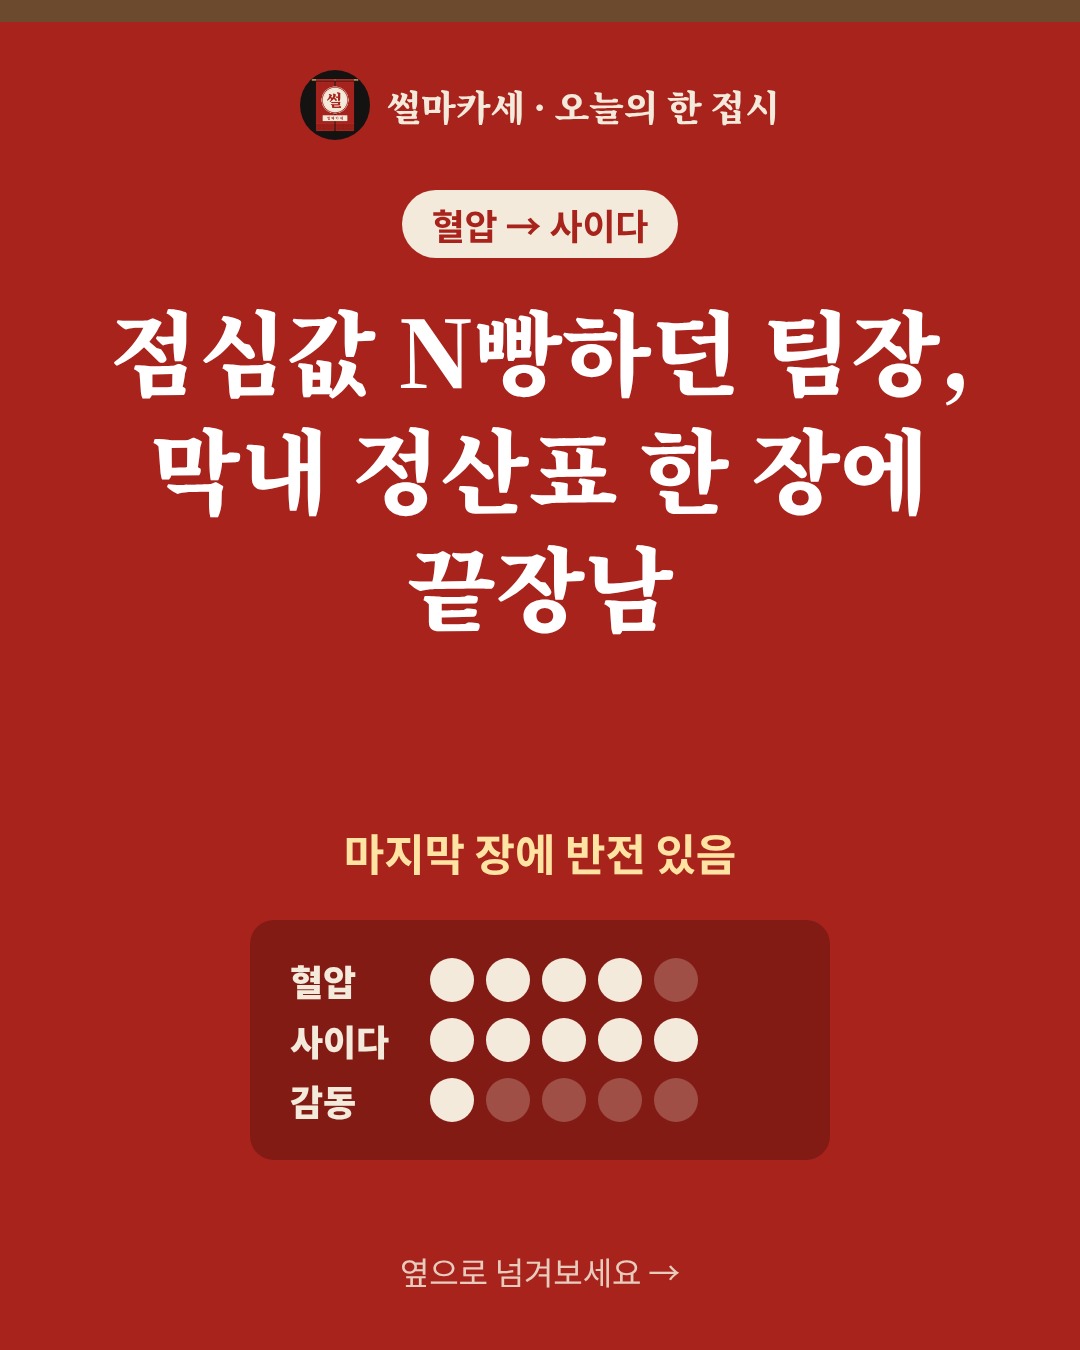 썰
썰마카세 · 오늘의 한 접시
혈압 → 사이다
점심값 N빵하던 팀장,
막내 정산표 한 장에
끝장남
마지막 장에 반전 있음
혈압
사이다
감동
옆으로 넘겨보세요 →